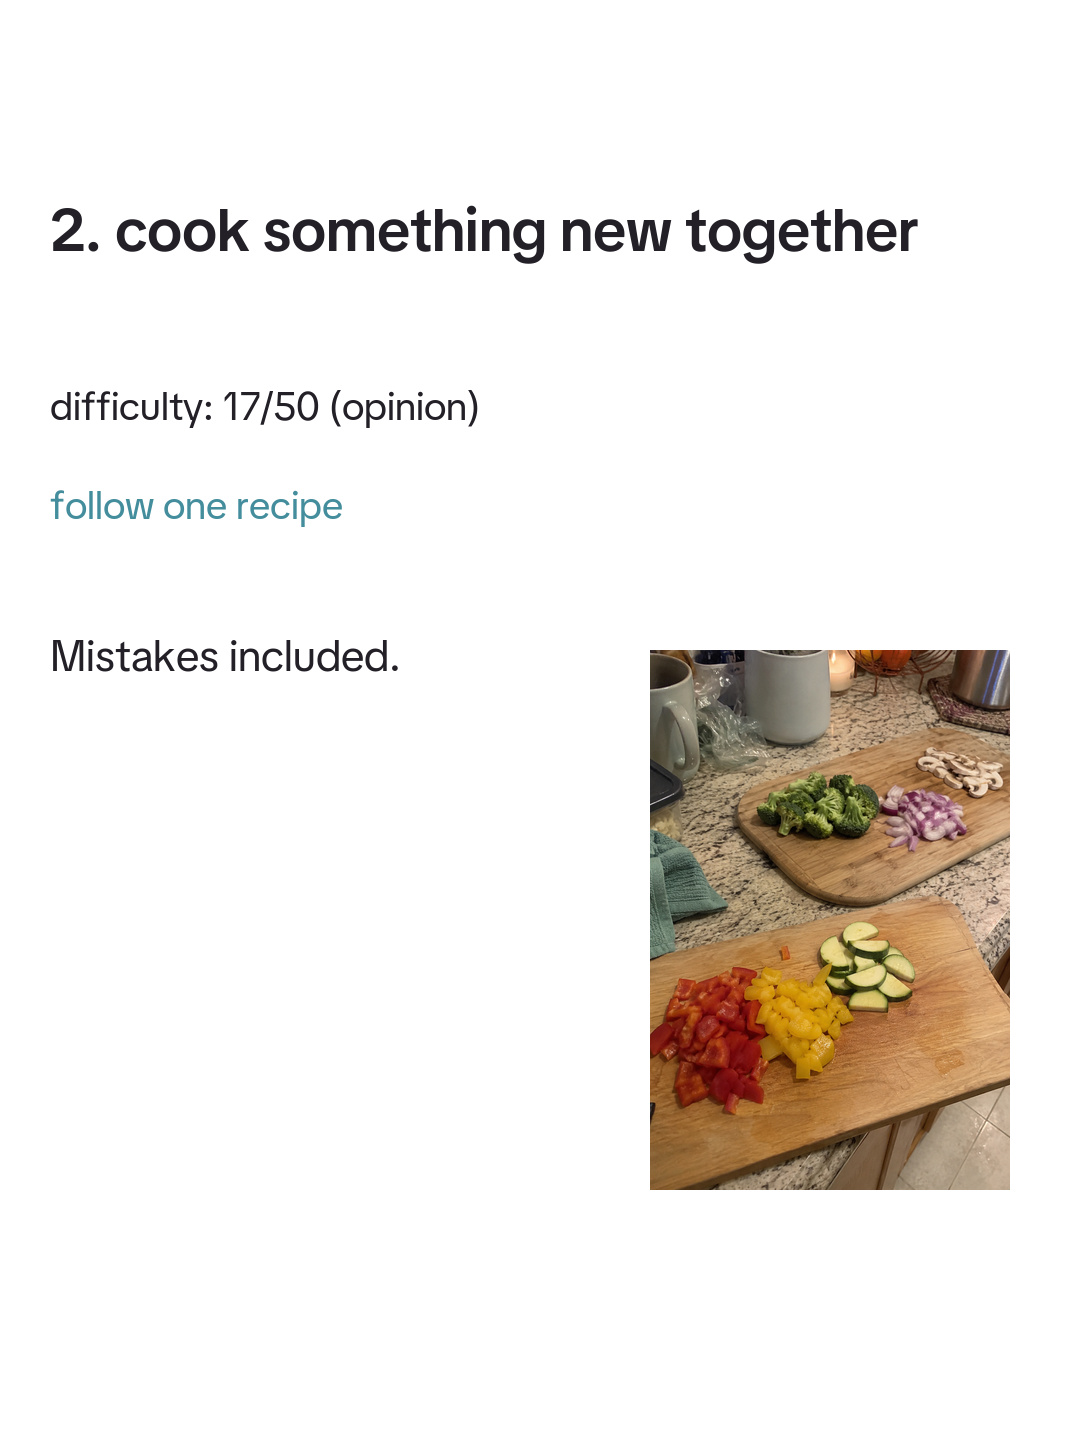 2. cook something new together
difficulty: 17/50 (opinion)
follow one recipe
Mistakes included.